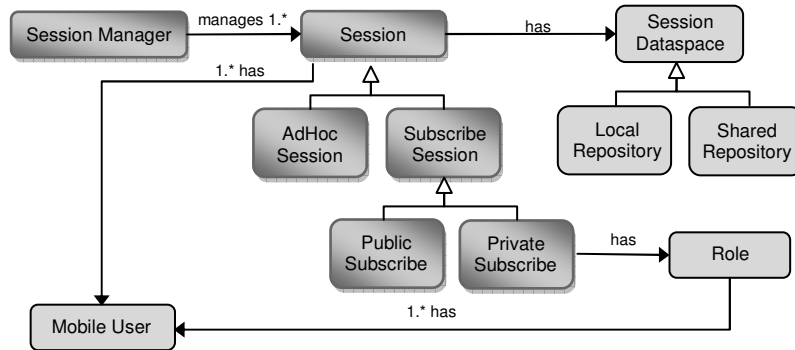 Session Manager
manages 1.*
Session
has
Session
Dataspace
1.* has
AdHoc
Session
Subscribe
Session
Local
Repository
Shared
Repository
Public
Subscribe
Private
Subscribe
has
Role
1.* has
Mobile User